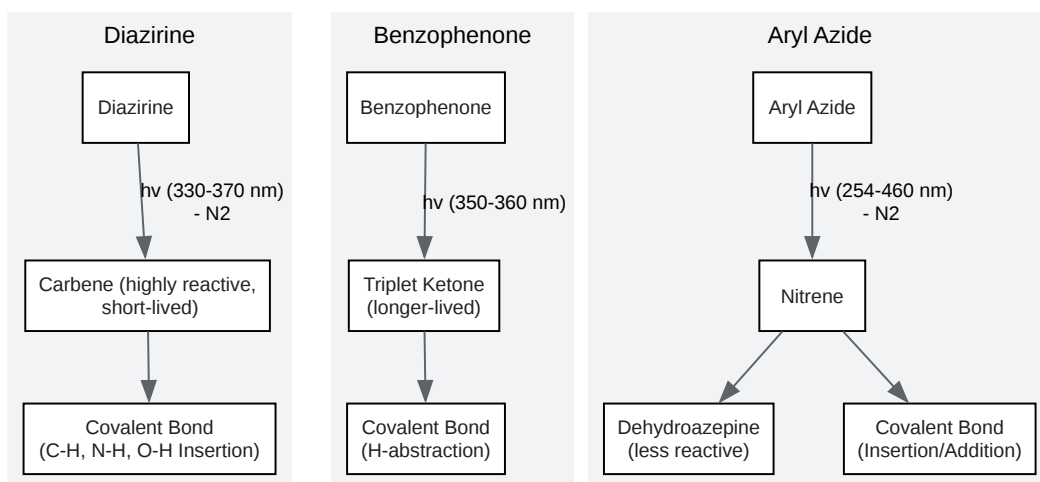 Diazirine
Diazirine
hv (330-370 nm)
- N2
Carbene (highly reactive,
short-lived)
Covalent Bond
(C-H, N-H, O-H Insertion)
Benzophenone
Benzophenone
hv (350-360 nm)
Triplet Ketone
(longer-lived)
Covalent Bond
(H-abstraction)
Aryl Azide
Aryl Azide
hv (254-460 nm)
- N2
Nitrene
Dehydroazepine
(less reactive)
Covalent Bond
(Insertion/Addition)